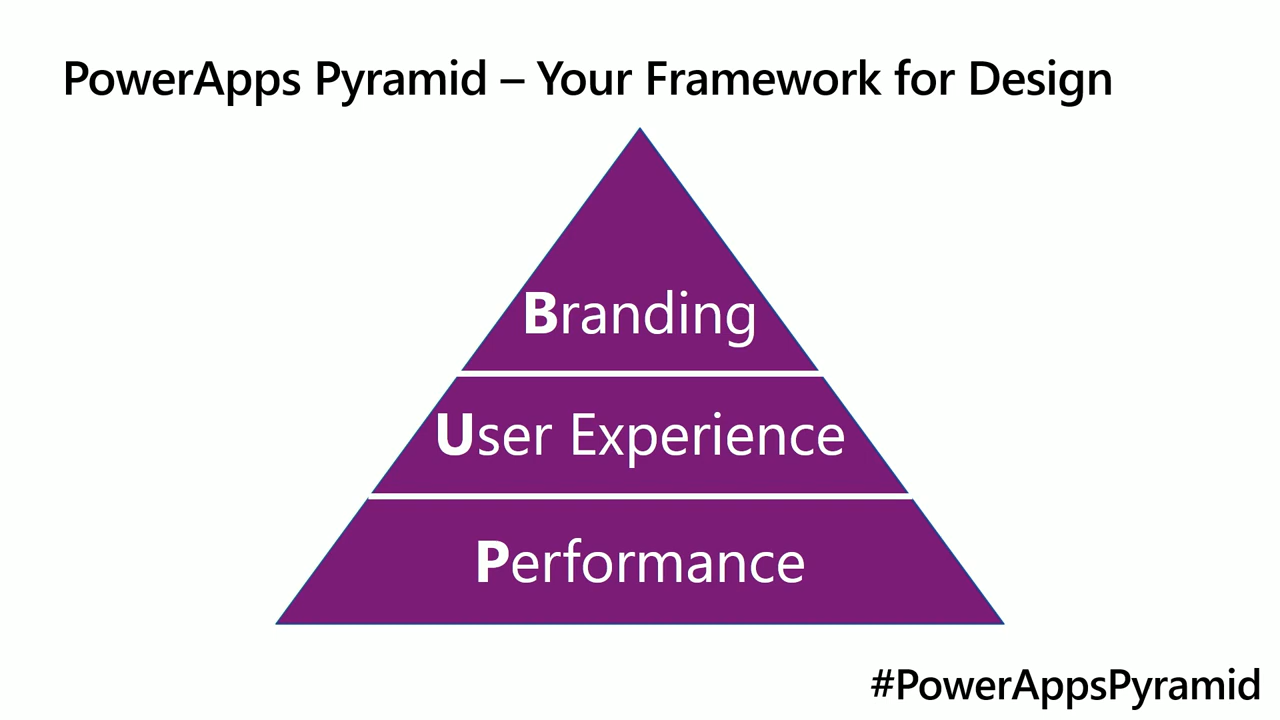 PowerApps Pyramid – Your Framework for Design
Branding
User Experience
Performance
#PowerAppsPyramid